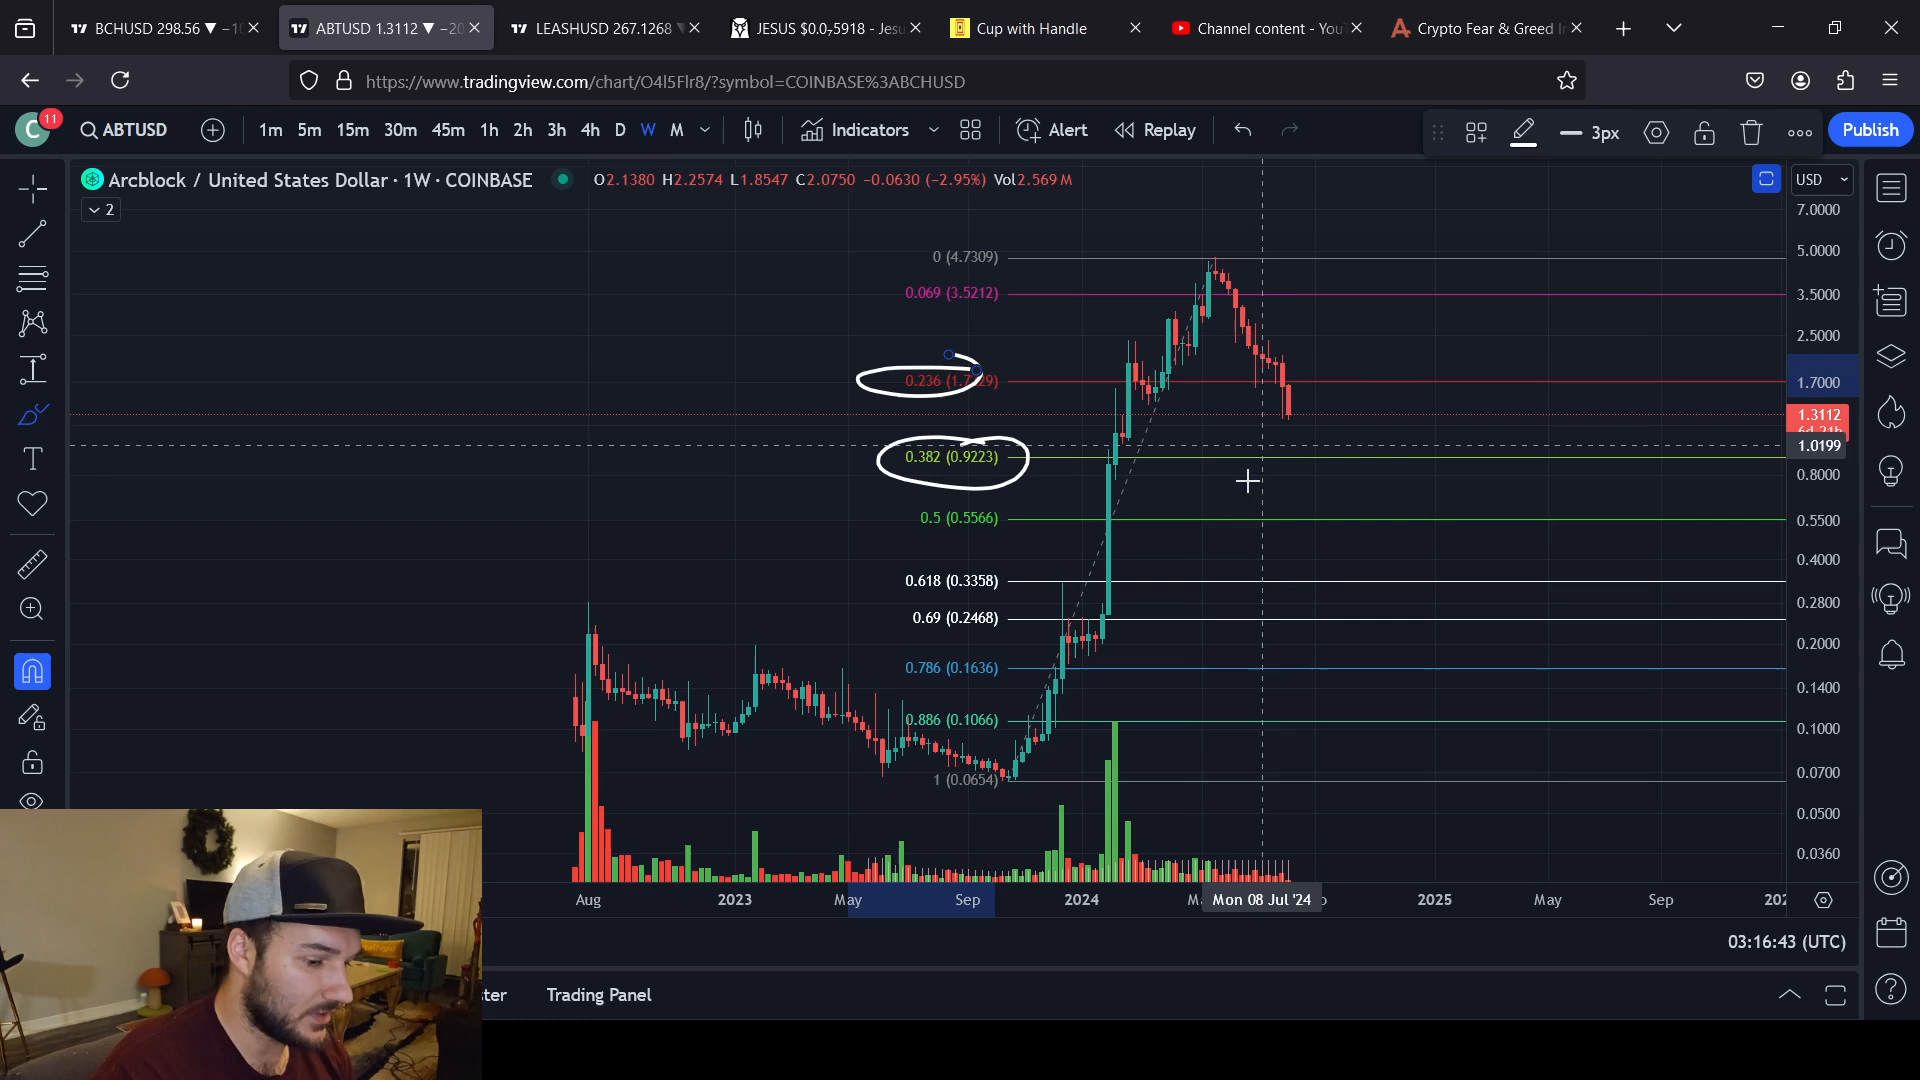 BCHUSD 298.56 ▼ −1
ABTUSD 1.3112 ▼ −20
LEASHUSD 267.1268
JESUS $0.0₇5918 - Jesu
Cup with Handle
Channel content - You
Crypto Fear & Greed I
https://www.tradingview.com/chart/O4l5Flr8/?symbol=COINBASE%3ABCHUSD
C
11
ABTUSD
1m 5m 15m 30m 45m 1h 2h 3h 4h D W M
Indicators
Alert
Replay
3px
Publish
Arcblock / United States Dollar · 1W · COINBASE
O2.1380 H2.2574 L1.8547 C2.0750 −0.0630 (−2.95%) Vol2.569 M
USD
2
7.0000
0 (4.7309)
5.0000
0.069 (3.5212)
3.5000
2.5000
0.236
1.7000
1.3112
1.0199
0.382 (0.9223)
0.8000
0.5 (0.5566)
0.5500
0.4000
0.618 (0.3358)
0.2800
0.69 (0.2468)
0.2000
0.786 (0.1636)
0.1400
0.886 (0.1066)
0.1000
1 (0.0654)
0.0700
0.0500
0.0360
Aug 2023 May Sep 2024 Mon 08 Jul '24 2025 May Sep
03:16:43 (UTC)
ster
Trading Panel